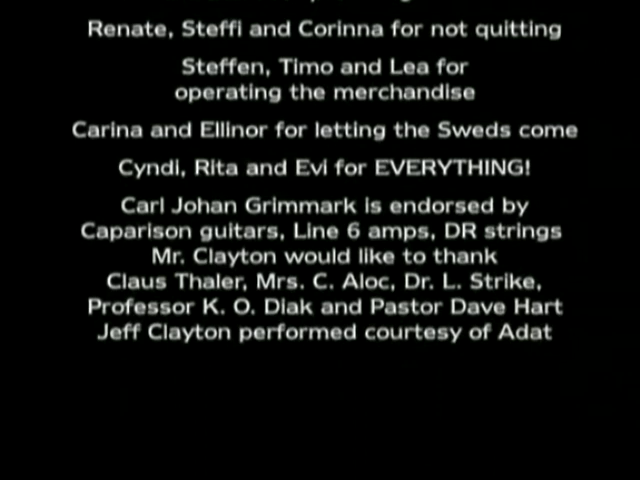 Renate, Steffi and Corinna for not quitting
Steffen, Timo and Lea for
operating the merchandise
Carina and Ellinor for letting the Sweds come
Cyndi, Rita and Evi for EVERYTHING!
Carl Johan Grimmark is endorsed by
Caparison guitars, Line 6 amps, DR strings
Mr. Clayton would like to thank
Claus Thaler, Mrs. C. Aloc, Dr. L. Strike,
Professor K. O. Diak and Pastor Dave Hart
Jeff Clayton performed courtesy of Adat